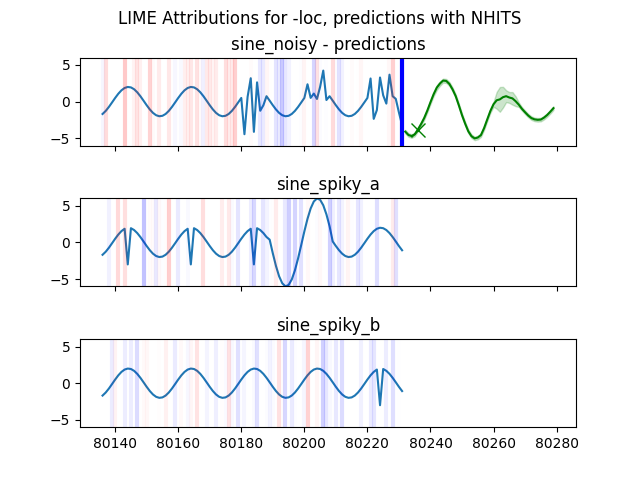 LIME Attributions for -loc, predictions with NHITS
sine_noisy - predictions
5
0
−5
sine_spiky_a
5
0
−5
sine_spiky_b
5
0
−5
80140 80160 80180 80200 80220 80240 80260 80280